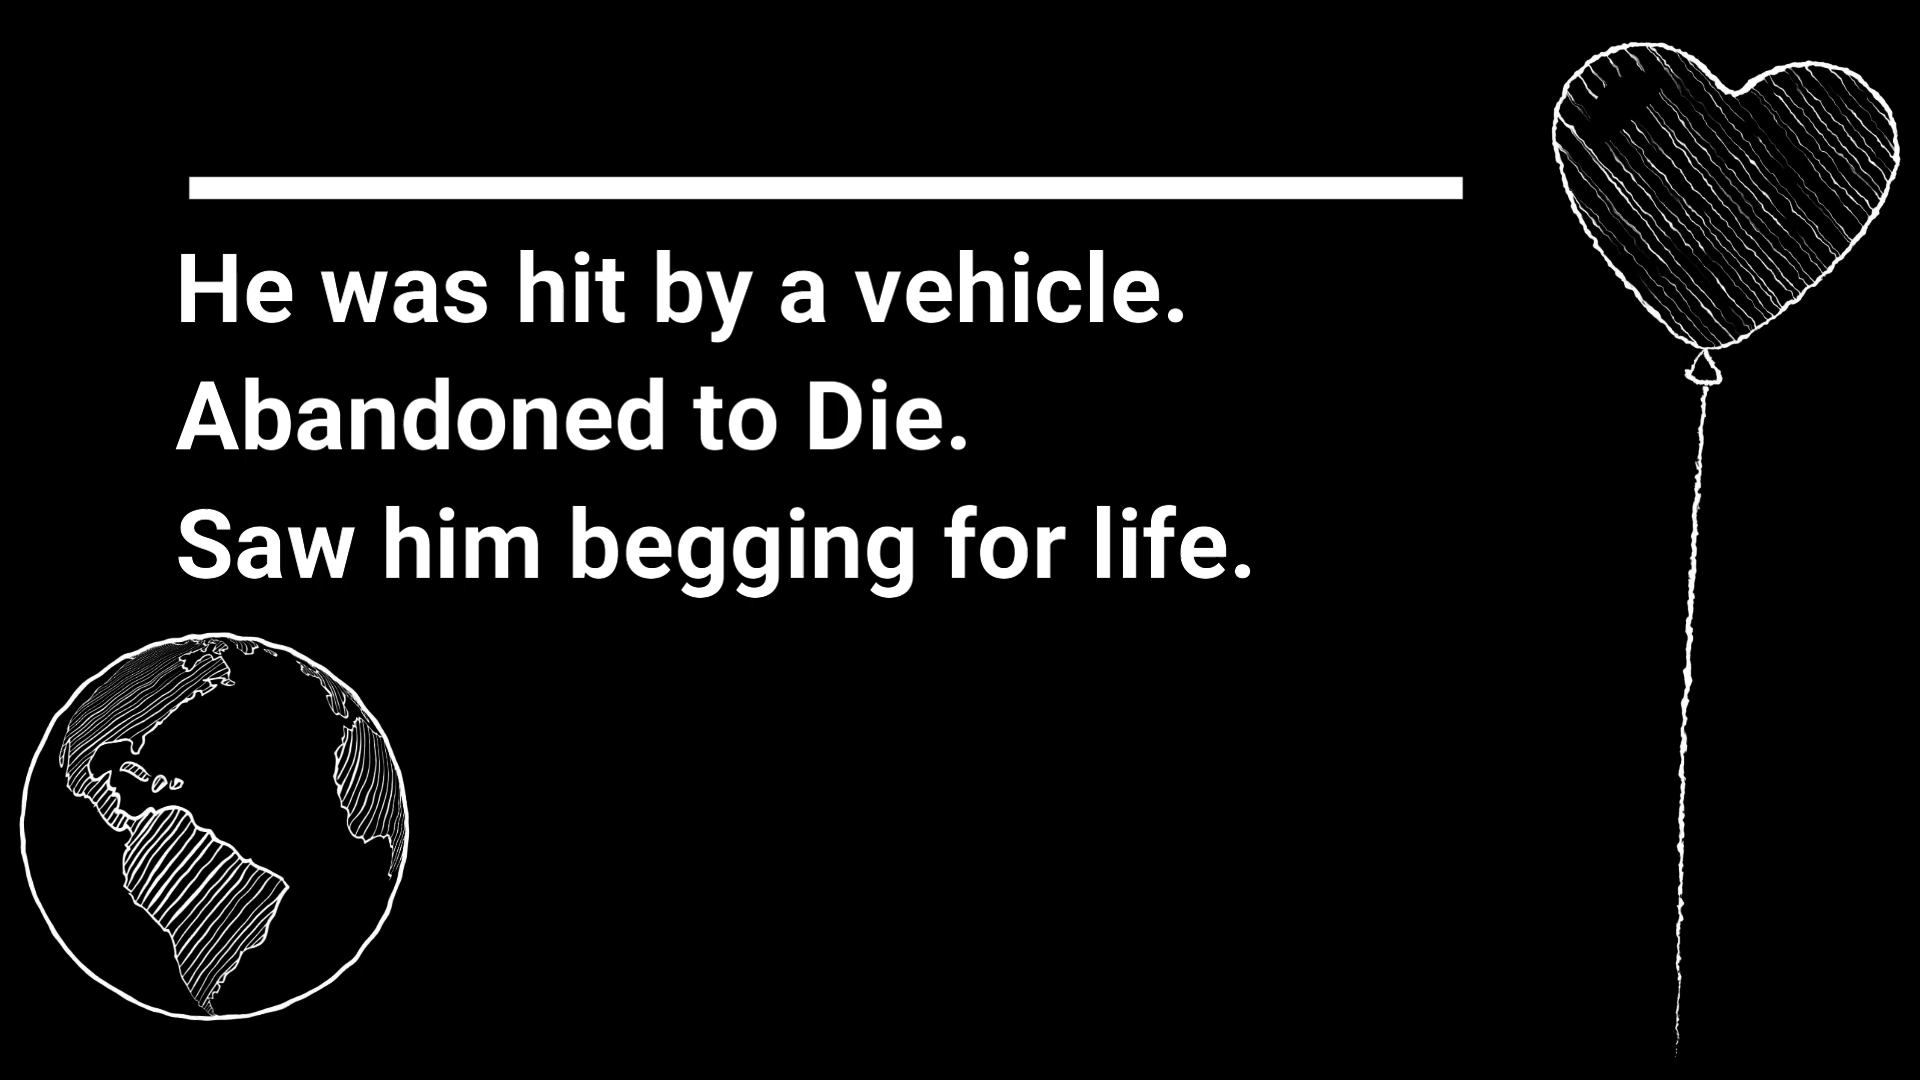 He was hit by a vehicle.
Abandoned to Die.
Saw him begging for life.